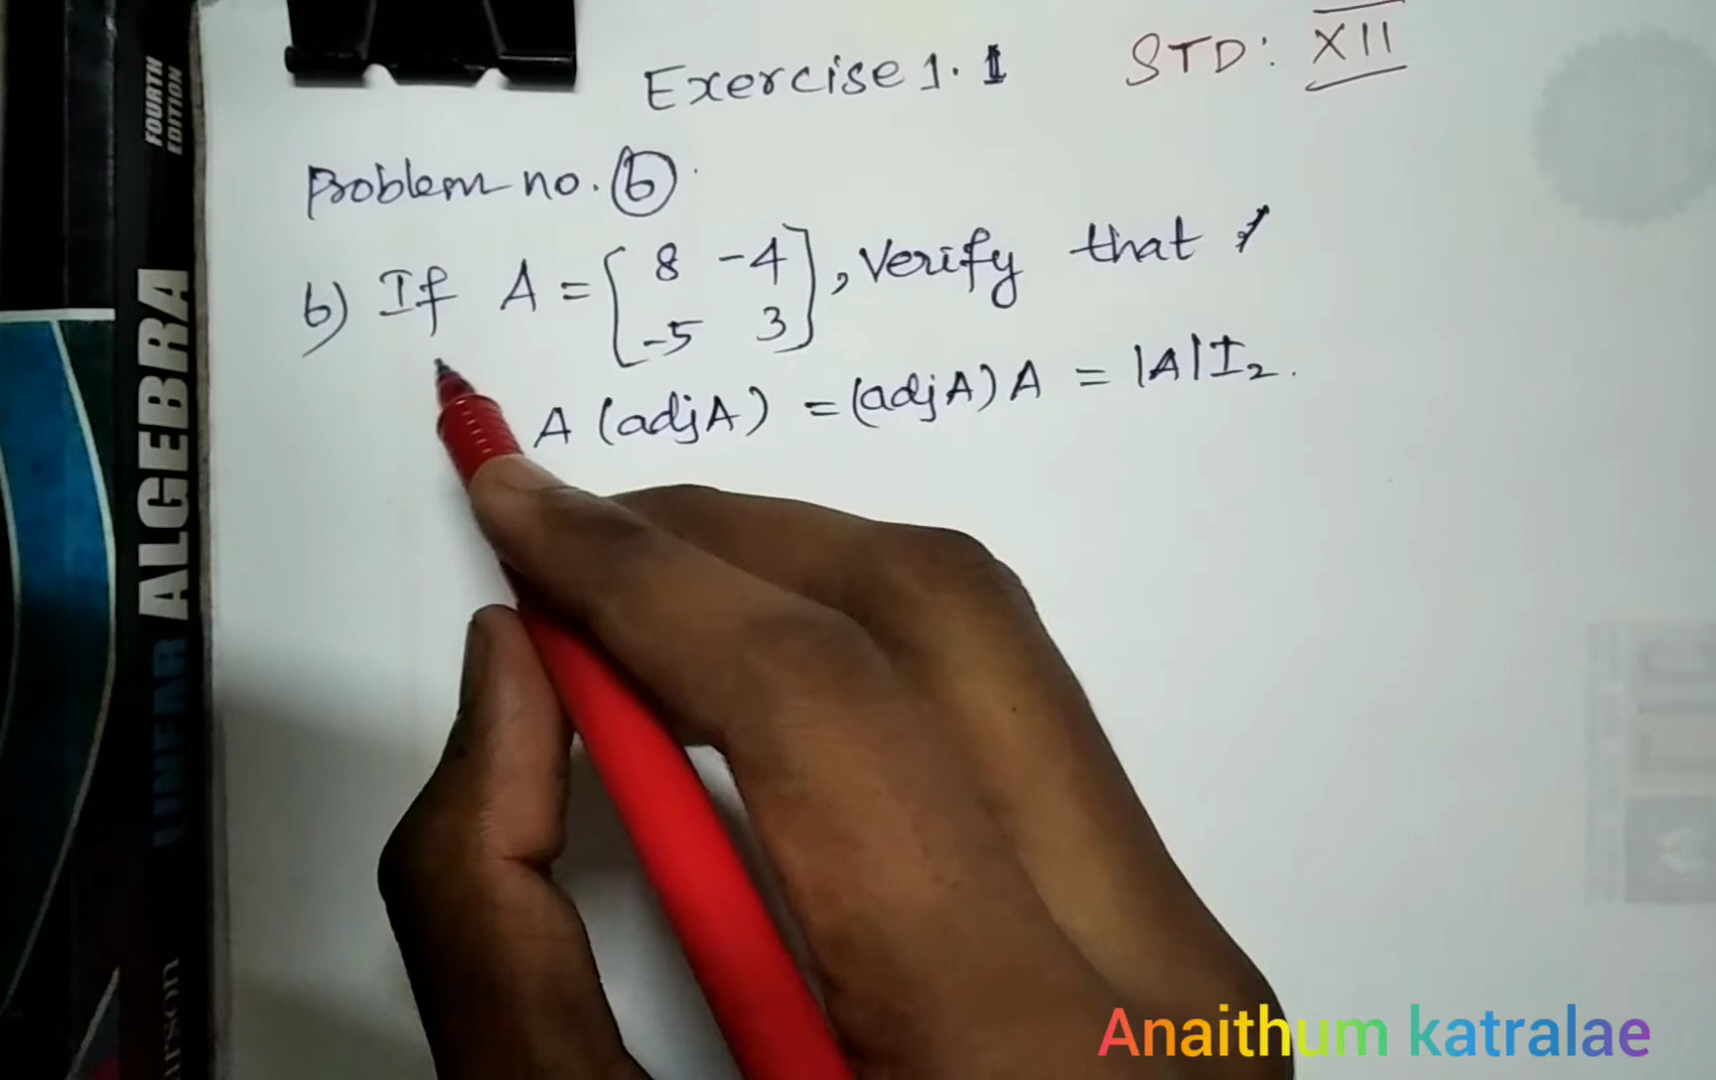 Exercise 1.1 STD: XII
Problem no. 6
6) If A = [8 -4
-5 3], Verify that
A (adjA) = (adjA) A = |A| I₂.
FOURTH EDITION
LINEAR ALGEBRA
Anaithum katralae